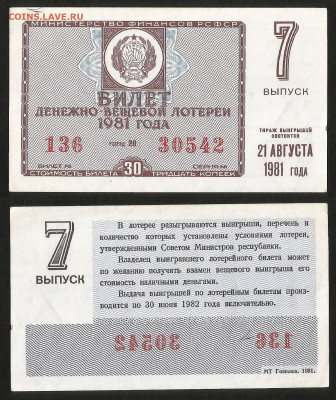 COINS.LAVE.RU
МИНИСТЕРСТВО ФИНАНСОВ РСФСР
БИЛЕТ
ДЕНЕЖНО-ВЕЩЕВОЙ ЛОТЕРЕИ
1981 ГОДА
136 30542
БИЛЕТ № СЕРИЯ №
СТОИМОСТЬ БИЛЕТА 30 ТРИДЦАТЬ КОПЕЕК
7
ВЫПУСК
ТИРАЖ ВЫИГРЫШЕЙ
СОСТОИТСЯ
21 АВГУСТА
1981 ГОДА
7
ВЫПУСК
В лотерее разыгрываются выигрыши, перечень и
количество которых установлены условиями лотереи,
утвержденными Советом Министров республики.
Владелец выигравшего лотерейного билета может
по желанию получить взамен вещевого выигрыша его
стоимость наличными деньгами.
Выдача выигрышей по лотерейным билетам произ-
водится по 30 июня 1982 года включительно.
30542 136
МТ Гознака. 1981.